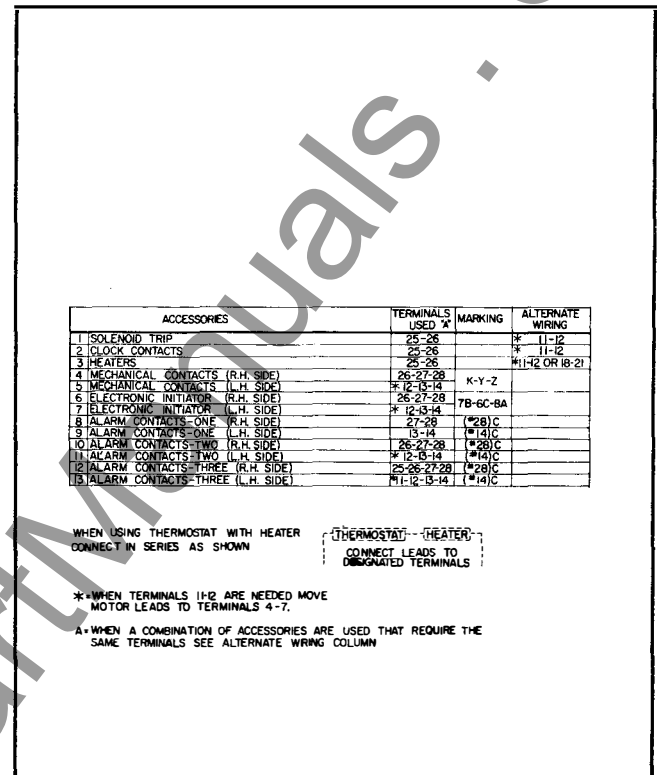 ACCESSORIES TERMINALS USED "A" MARKING ALTERNATE WIRING
1 SOLENOID TRIP 25-26 * 11-12
2 CLOCK CONTACTS 25-26 * 11-12
3 HEATERS 25-26 *11-12 OR 18-21
4 MECHANICAL CONTACTS (R.H. SIDE) 26-27-28 K-Y-Z
5 MECHANICAL CONTACTS (L.H. SIDE) * 12-13-14
6 ELECTRONIC INITIATOR (R.H. SIDE) 26-27-28 7B-6C-8A
7 ELECTRONIC INITIATOR (L.H. SIDE) * 12-13-14
8 ALARM CONTACTS-ONE (R.H. SIDE) 27-28 (#28)C
9 ALARM CONTACTS-ONE (L.H. SIDE) 13-14 (#14)C
10 ALARM CONTACTS-TWO (R.H. SIDE) 26-27-28 (#28)C
11 ALARM CONTACTS-TWO (L.H. SIDE) * 12-13-14 (#14)C
12 ALARM CONTACTS-THREE (R.H. SIDE) 25-26-27-28 (#28)C
13 ALARM CONTACTS-THREE (L.H. SIDE) *11-12-13-14 (#14)C
WHEN USING THERMOSTAT WITH HEATER
CONNECT IN SERIES AS SHOWN
THERMOSTAT HEATER
CONNECT LEADS TO
DESIGNATED TERMINALS
*=WHEN TERMINALS 11-12 ARE NEEDED MOVE
MOTOR LEADS TO TERMINALS 4-7.
A=WHEN A COMBINATION OF ACCESSORIES ARE USED THAT REQUIRE THE
SAME TERMINALS SEE ALTERNATE WRING COLUMN